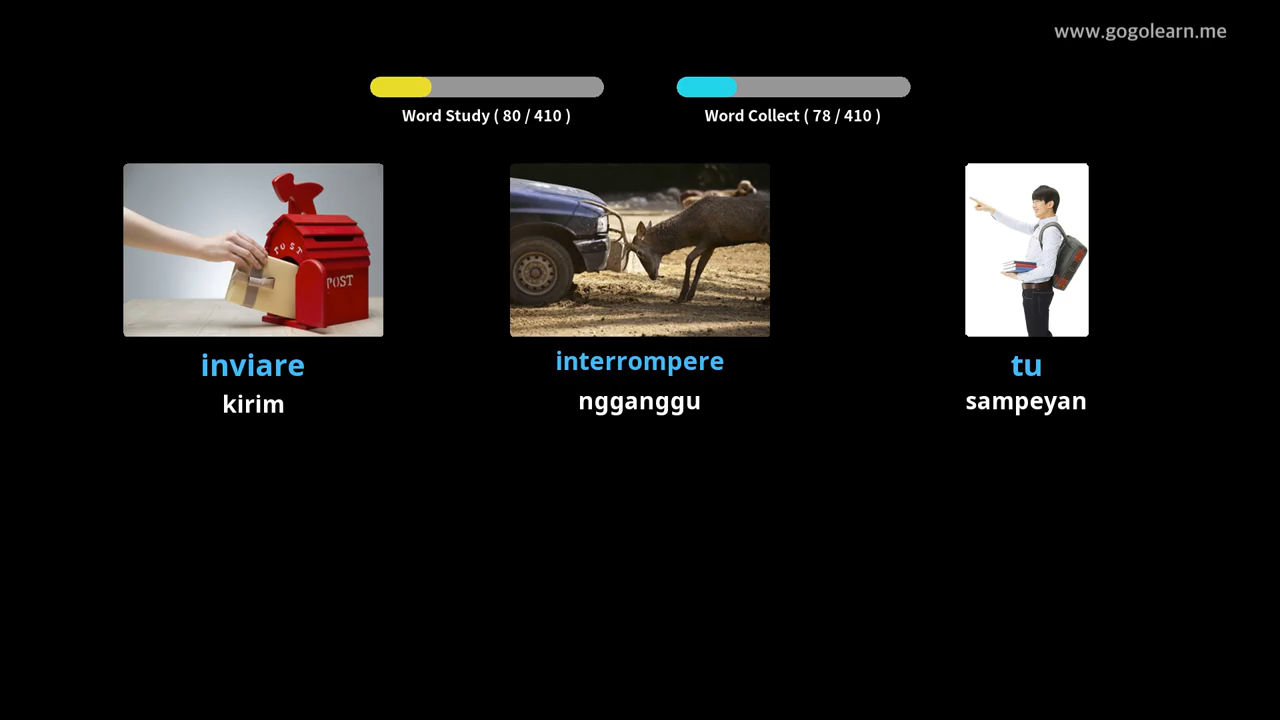 www.gogolearn.me
Word Study ( 80 / 410 )
Word Collect ( 78 / 410 )
POST
POST
inviare
kirim
interrompere
ngganggu
tu
sampeyan